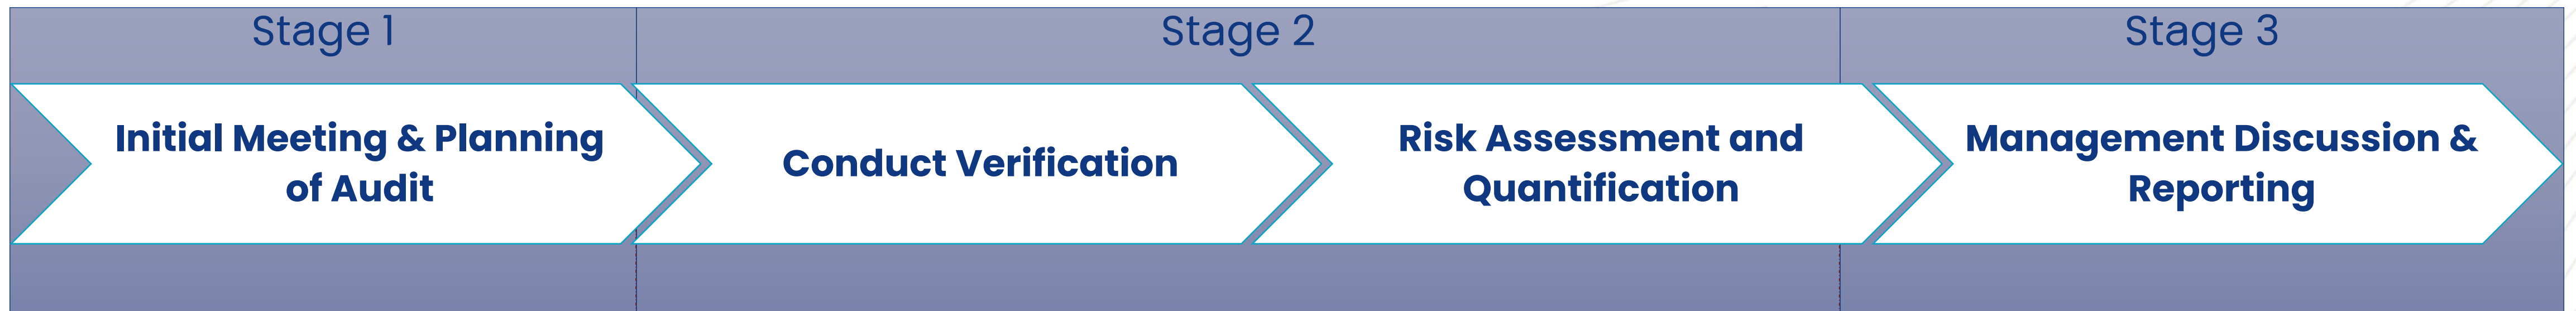 Stage 1
Stage 2
Stage 3
Initial Meeting & Planning
of Audit
Conduct Verification
Risk Assessment and
Quantification
Management Discussion &
Reporting